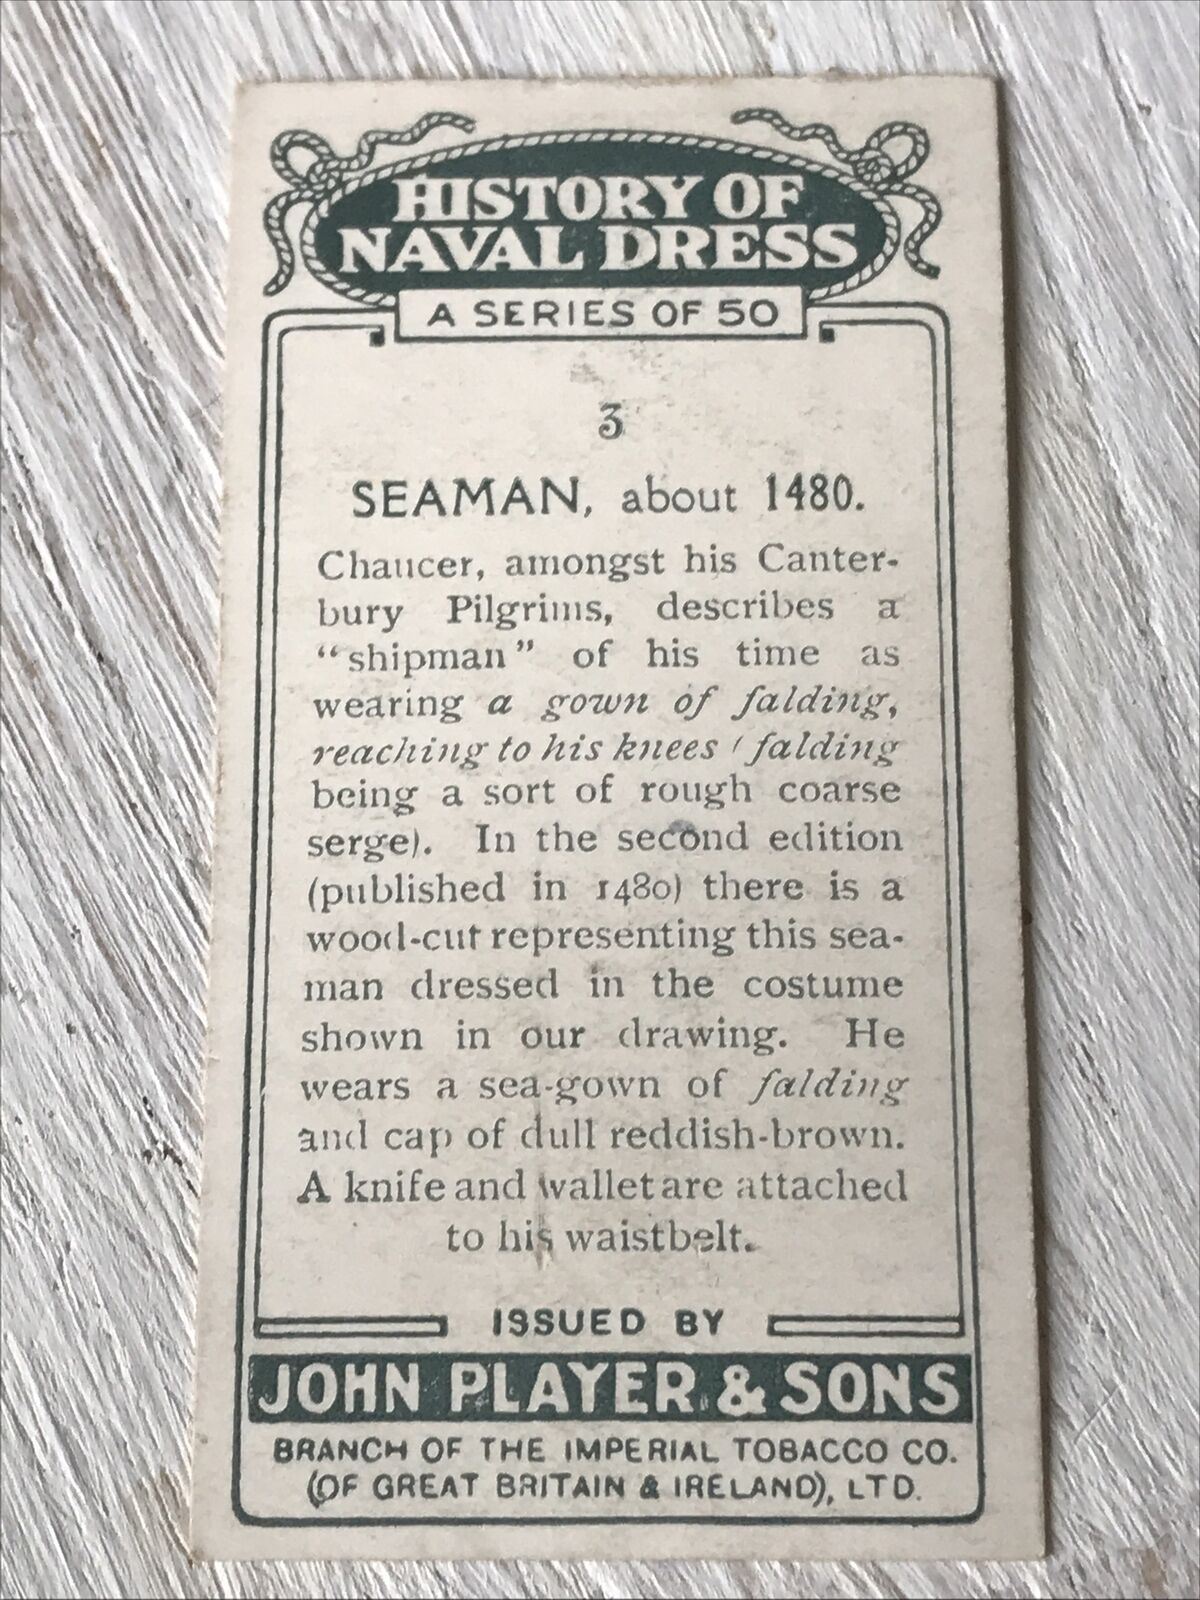 HISTORY OF
NAVAL DRESS
A SERIES OF 50
3
SEAMAN, about 1480.
Chaucer, amongst his Canter-
bury Pilgrims, describes a
“shipman” of his time as
wearing a gown of falding,
reaching to his knees (falding
being a sort of rough coarse
serge). In the second edition
(published in 1480) there is a
wood-cut representing this sea-
man dressed in the costume
shown in our drawing. He
wears a sea-gown of falding
and cap of dull reddish-brown.
A knife and wallet are attached
to his waistbelt.
ISSUED BY
JOHN PLAYER & SONS
BRANCH OF THE IMPERIAL TOBACCO CO.
(OF GREAT BRITAIN & IRELAND), LTD.